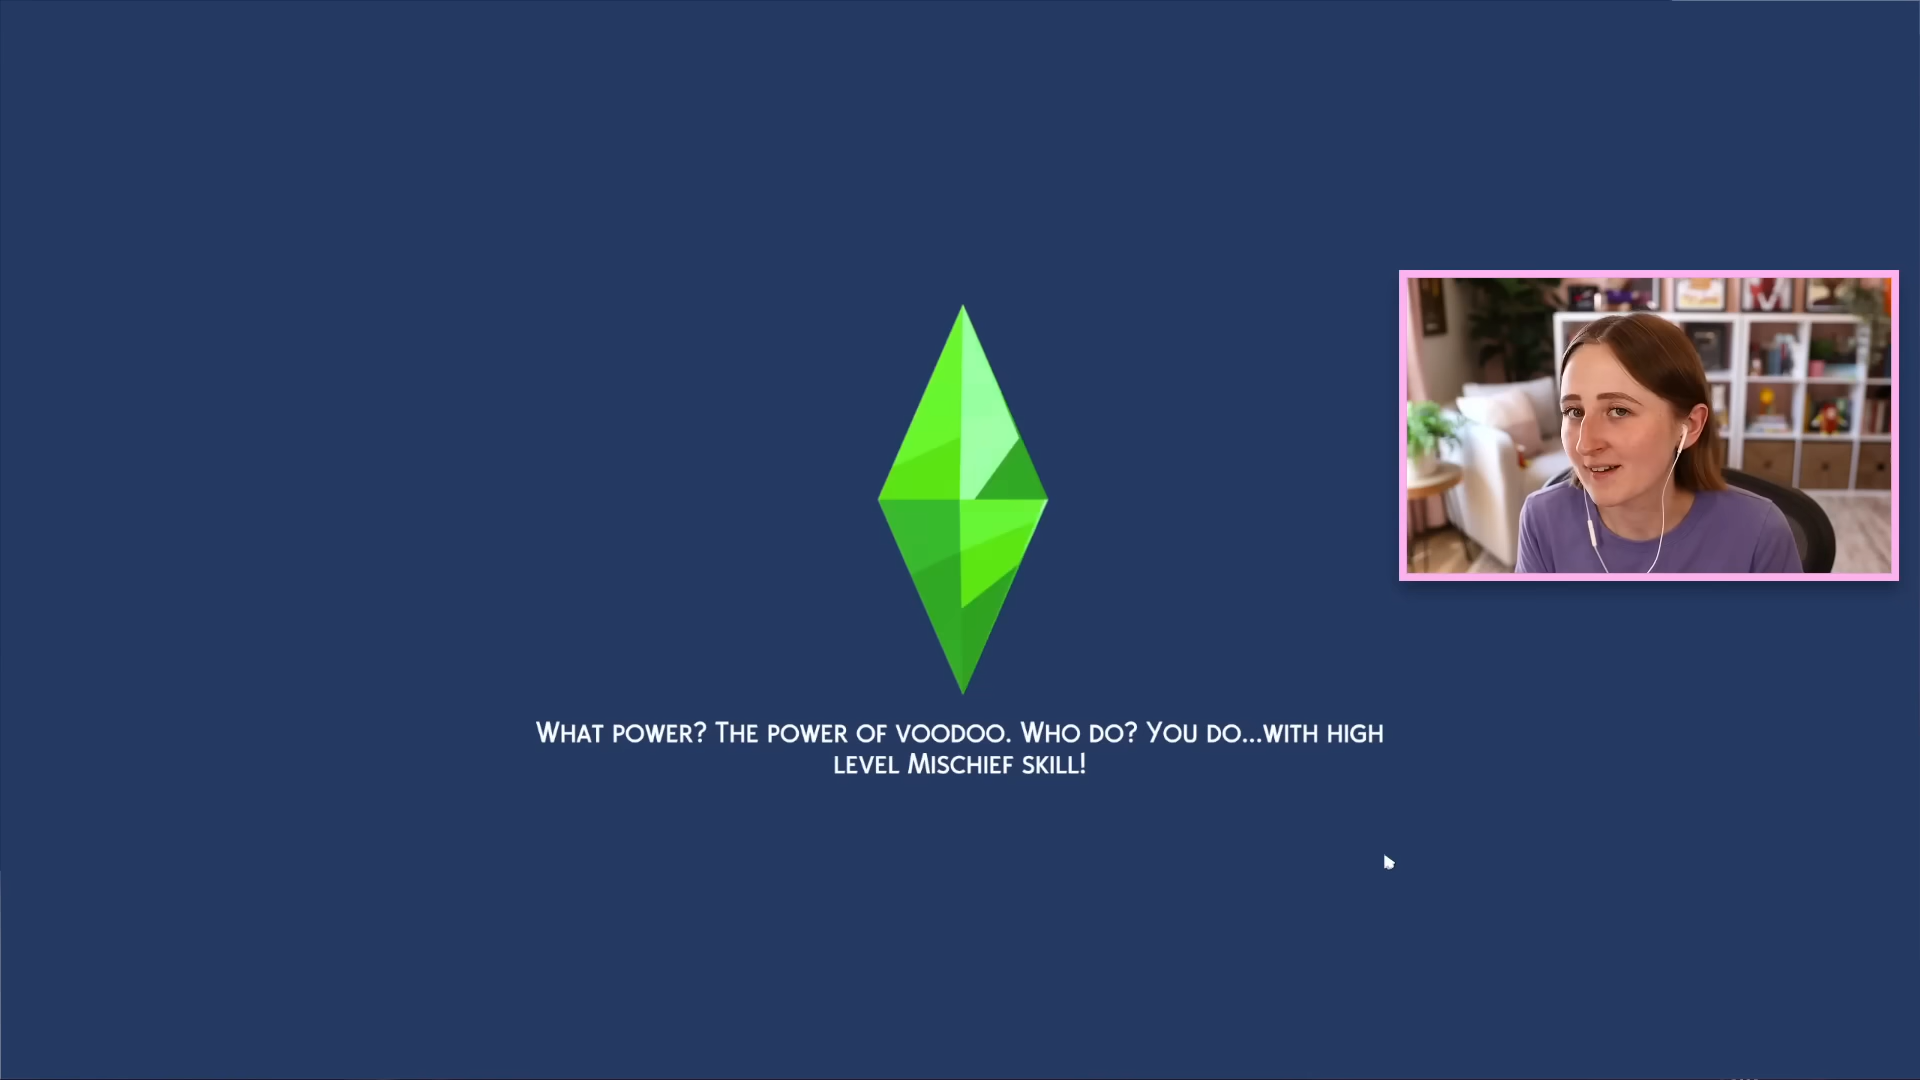 What power? The power of voodoo. Who do? You do...with high
level Mischief skill!